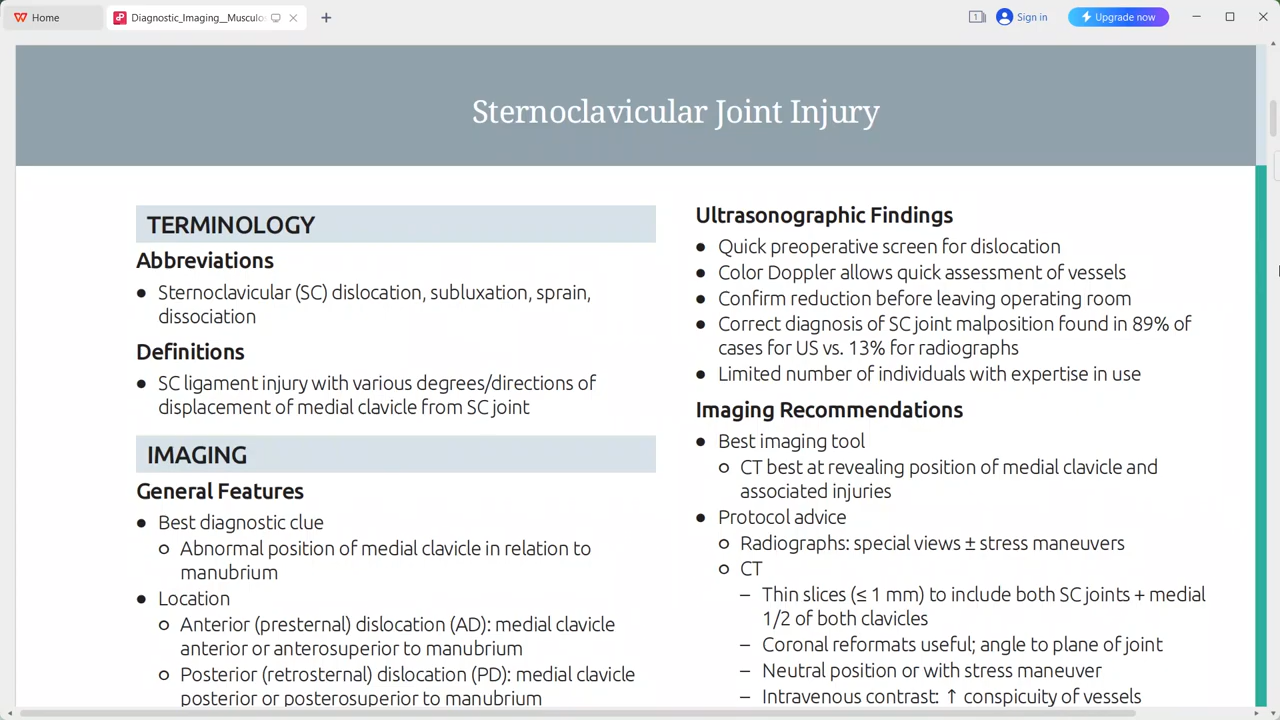 Home
Diagnostic_Imaging__Musculos
1
Sign in
Upgrade now
Sternoclavicular Joint Injury
TERMINOLOGY
Abbreviations
● Sternoclavicular (SC) dislocation, subluxation, sprain,
dissociation
Definitions
● SC ligament injury with various degrees/directions of
displacement of medial clavicle from SC joint
IMAGING
General Features
● Best diagnostic clue
○ Abnormal position of medial clavicle in relation to
manubrium
● Location
○ Anterior (presternal) dislocation (AD): medial clavicle
anterior or anterosuperior to manubrium
○ Posterior (retrosternal) dislocation (PD): medial clavicle
posterior or posterosuperior to manubrium
Ultrasonographic Findings
● Quick preoperative screen for dislocation
● Color Doppler allows quick assessment of vessels
● Confirm reduction before leaving operating room
● Correct diagnosis of SC joint malposition found in 89% of
cases for US vs. 13% for radiographs
● Limited number of individuals with expertise in use
Imaging Recommendations
● Best imaging tool
○ CT best at revealing position of medial clavicle and
associated injuries
● Protocol advice
○ Radiographs: special views ± stress maneuvers
○ CT
– Thin slices (≤ 1 mm) to include both SC joints + medial
1/2 of both clavicles
– Coronal reformats useful; angle to plane of joint
– Neutral position or with stress maneuver
– Intravenous contrast: ↑ conspicuity of vessels